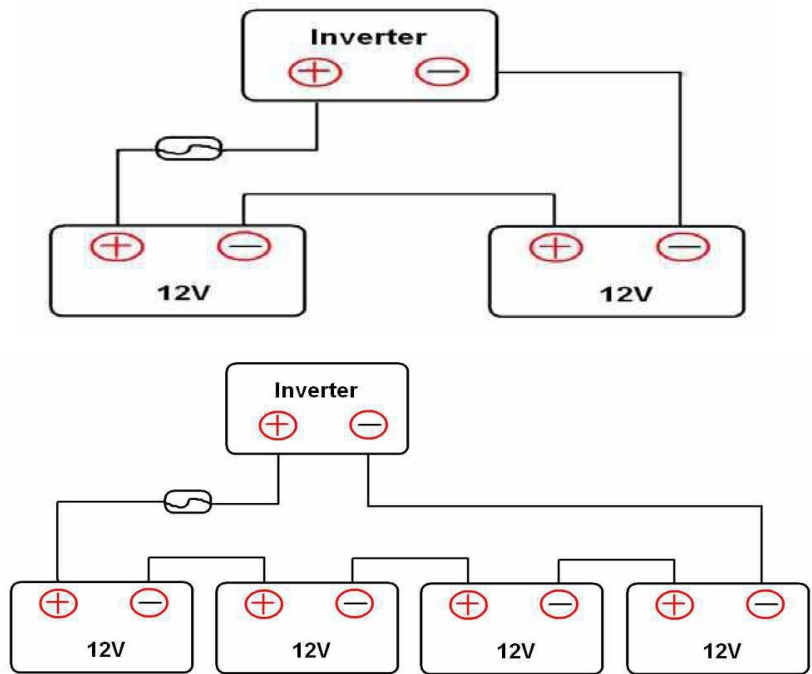 Inverter
+ −
+ − + −
12V 12V
Inverter
+ −
+ − + − + − + −
12V 12V 12V 12V